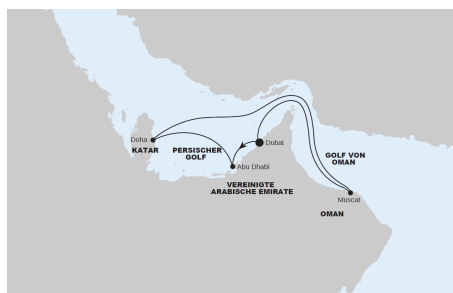 Doha
KATAR
PERSISCHER
GOLF
Dubai
Abu Dhabi
VEREINIGTE
ARABISCHE EMIRATE
GOLF VON
OMAN
Muscat
OMAN